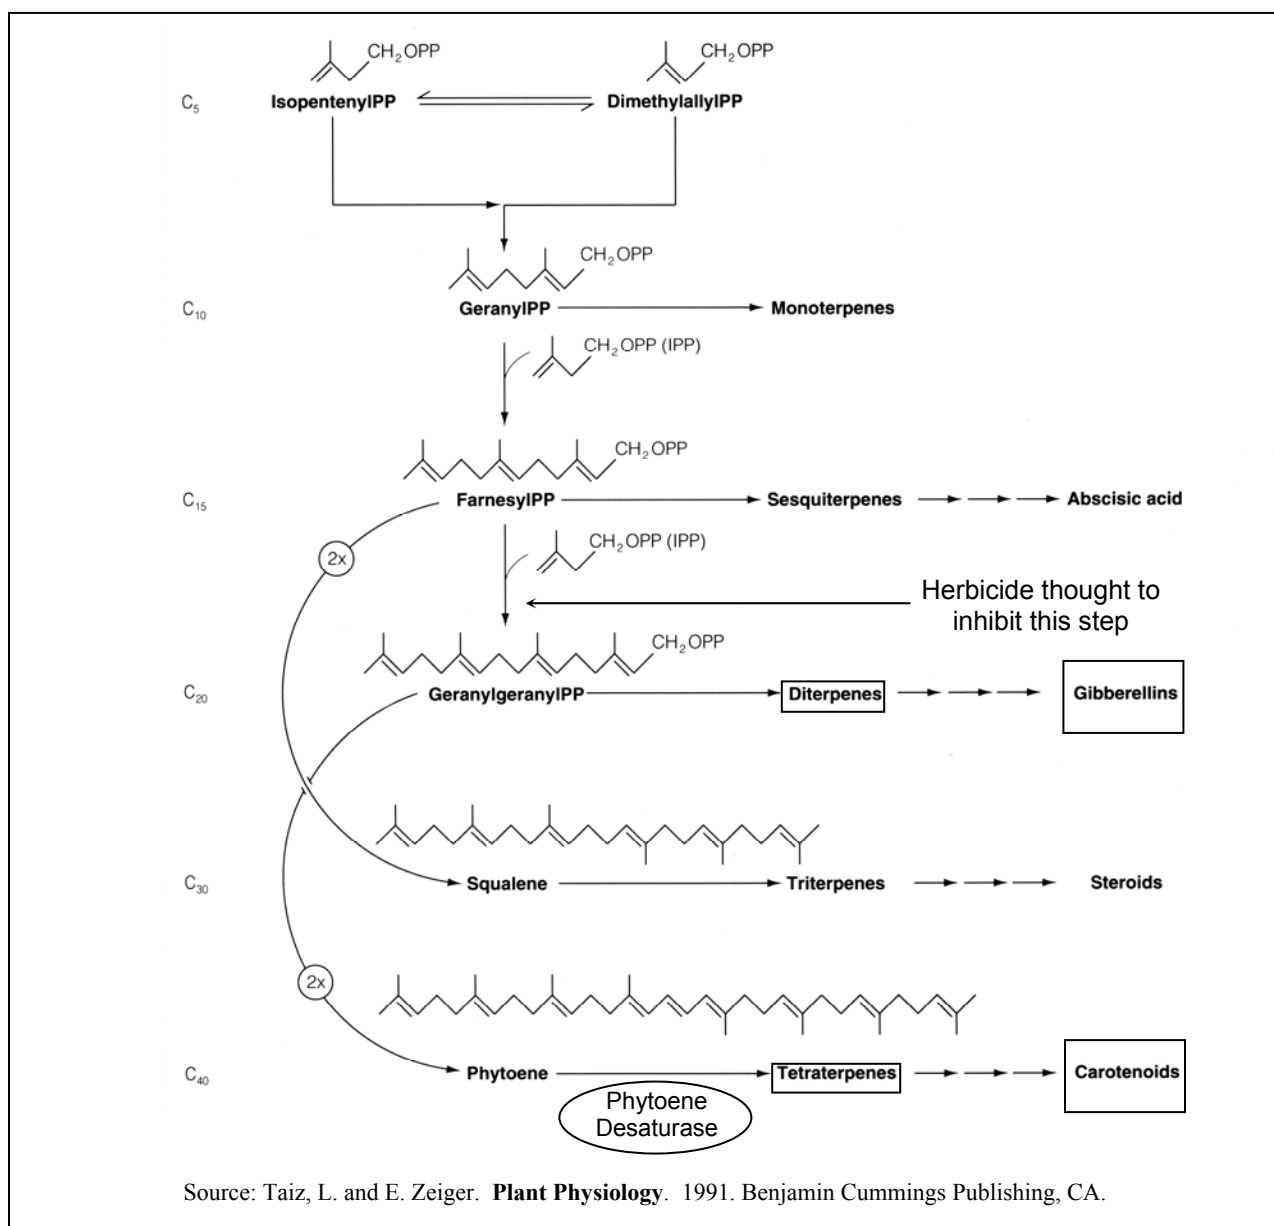 CH2OPP
CH2OPP
C5
IsopentenylPP
DimethylallylPP
CH2OPP
C10
GeranylPP
Monoterpenes
CH2OPP (IPP)
CH2OPP
C15
FarnesylPP
Sesquiterpenes
Abscisic acid
2x
CH2OPP (IPP)
Herbicide thought to
inhibit this step
CH2OPP
C20
GeranylgeranylPP
Diterpenes
Gibberellins
C30
Squalene
Triterpenes
Steroids
2x
C40
Phytoene
Tetraterpenes
Carotenoids
Phytoene
Desaturase
Source: Taiz, L. and E. Zeiger. Plant Physiology. 1991. Benjamin Cummings Publishing, CA.